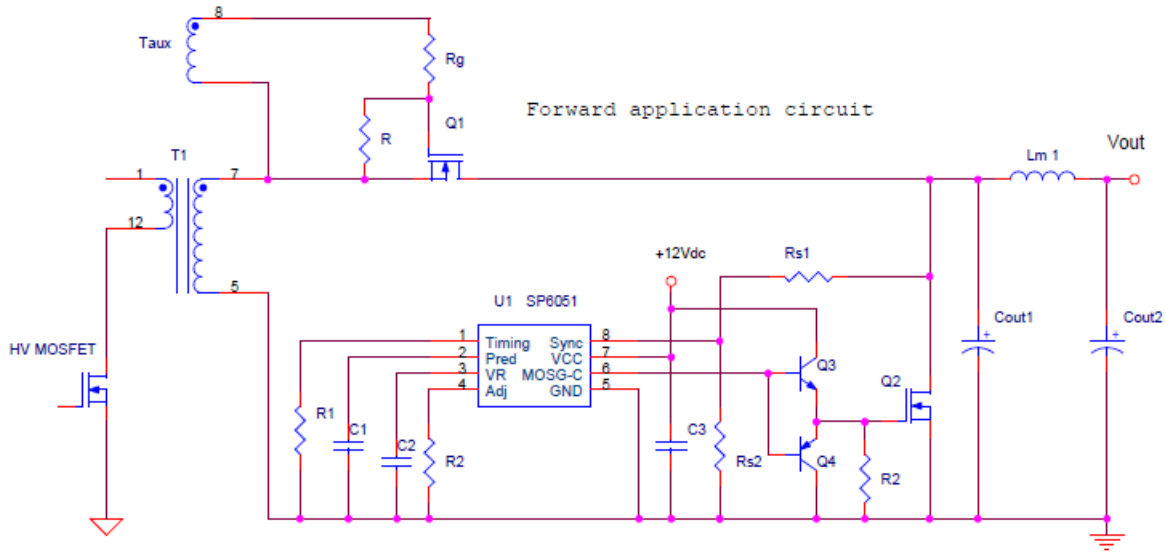 8
Taux
Rg
Forward application circuit
Q1
R
T1
Vout
Lm 1
1
7
12
+12Vdc
Rs1
5
U1 SP6051
Cout1
Cout2
HV MOSFET
1 Timing Sync 8
2 Pred VCC 7
3 VR MOSG-C 6
4 Adj GND 5
Q3
Q2
R1
C1
C2
R2
C3
Rs2
Q4
R2
+
+